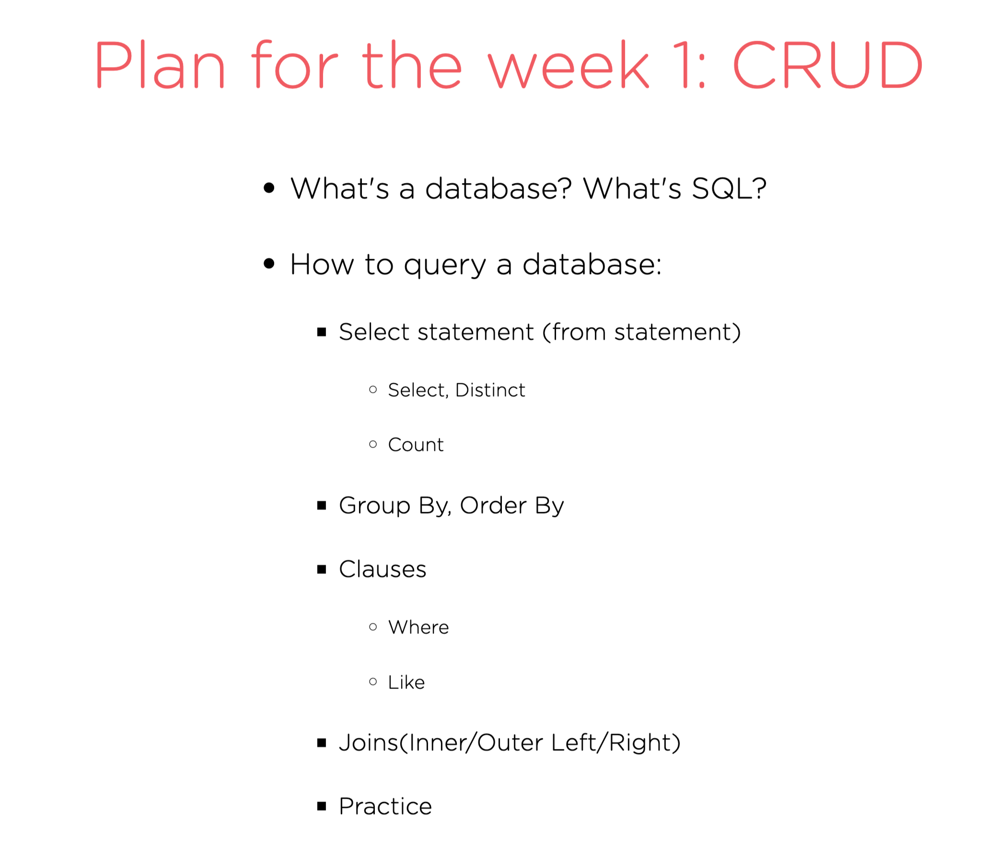 Plan for the week 1: CRUD
What's a database? What's SQL?
How to query a database:
Select statement (from statement)
Select, Distinct
Count
Group By, Order By
Clauses
Where
Like
Joins(Inner/Outer Left/Right)
Practice